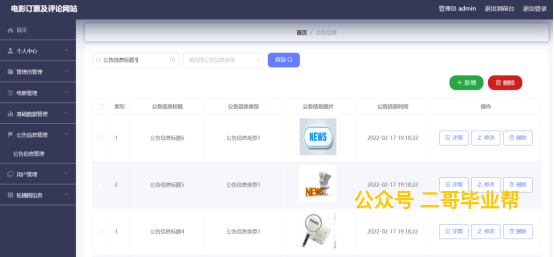 电影订票及评论网站
管理员 admin 退出到前台 退出登录
首页
个人中心
管理员管理
电影管理
基础数据管理
公告信息管理
公告信息管理
用户管理
轮播图信息
首页 / 公告信息
公告信息标题 请选择公告信息类型 查询
+ 新增 删除
索引 公告信息标题 公告信息类型 公告信息图片 公告信息时间 操作
1 公告信息标题6 公告信息类型1 NEWS 2022-02-17 19:18:22 详情 修改 删除
2 公告信息标题5 公告信息类型1 NEWS 2022-02-17 19:18:22 详情 修改 删除
公众号 二哥毕业帮
3 公告信息标题4 公告信息类型1 2022-02-17 19:18:22 详情 修改 删除